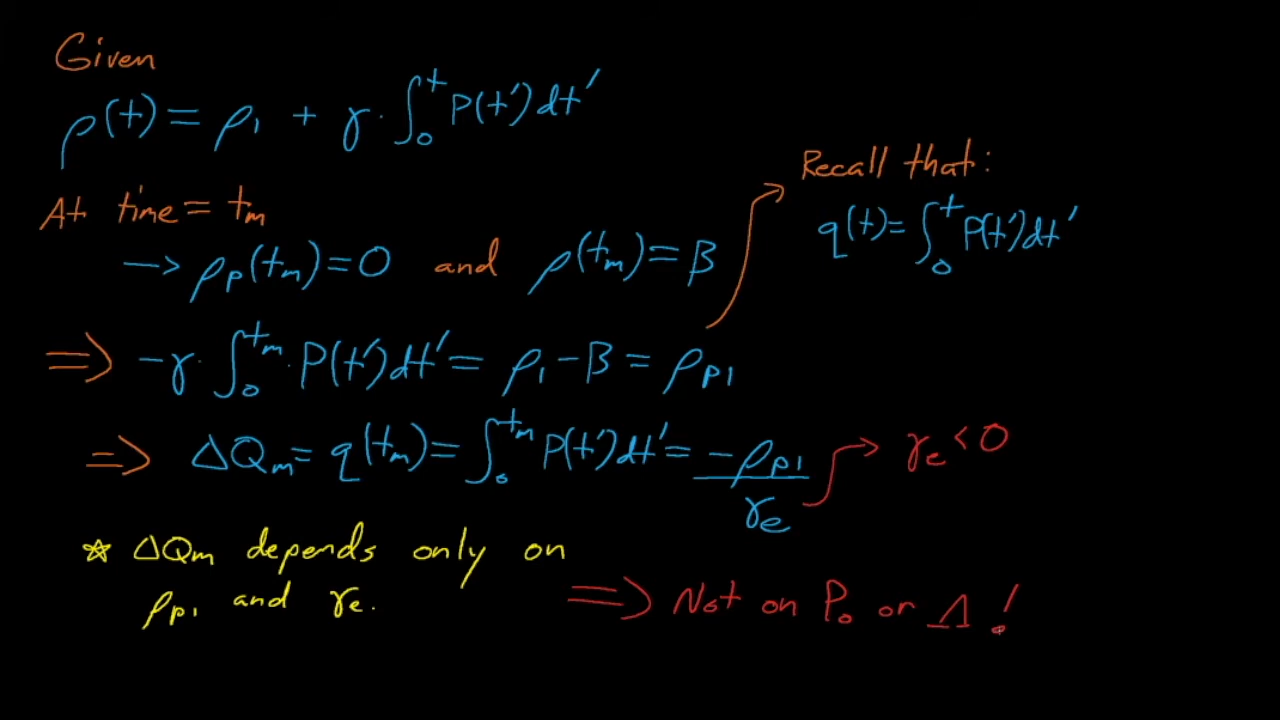 Given
ρ(t) = ρ₁ + γ · ∫₀ᵗ P(t')dt'
Recall that:
q(t) = ∫₀ᵗ P(t')dt'
At time = tₘ
→ ρₚ(tₘ) = 0 and ρ(tₘ) = β
⇒ -γ · ∫₀^tₘ · P(t')dt' = ρ₁ - β = ρₚ₁
⇒ ΔQₘ = q(tₘ) = ∫₀^tₘ P(t')dt' = -ρₚ₁ / γₑ → γₑ < 0
☆ ΔQₘ depends only on
ρₚ₁ and γₑ.
⇒ Not on P₀ or Λ!